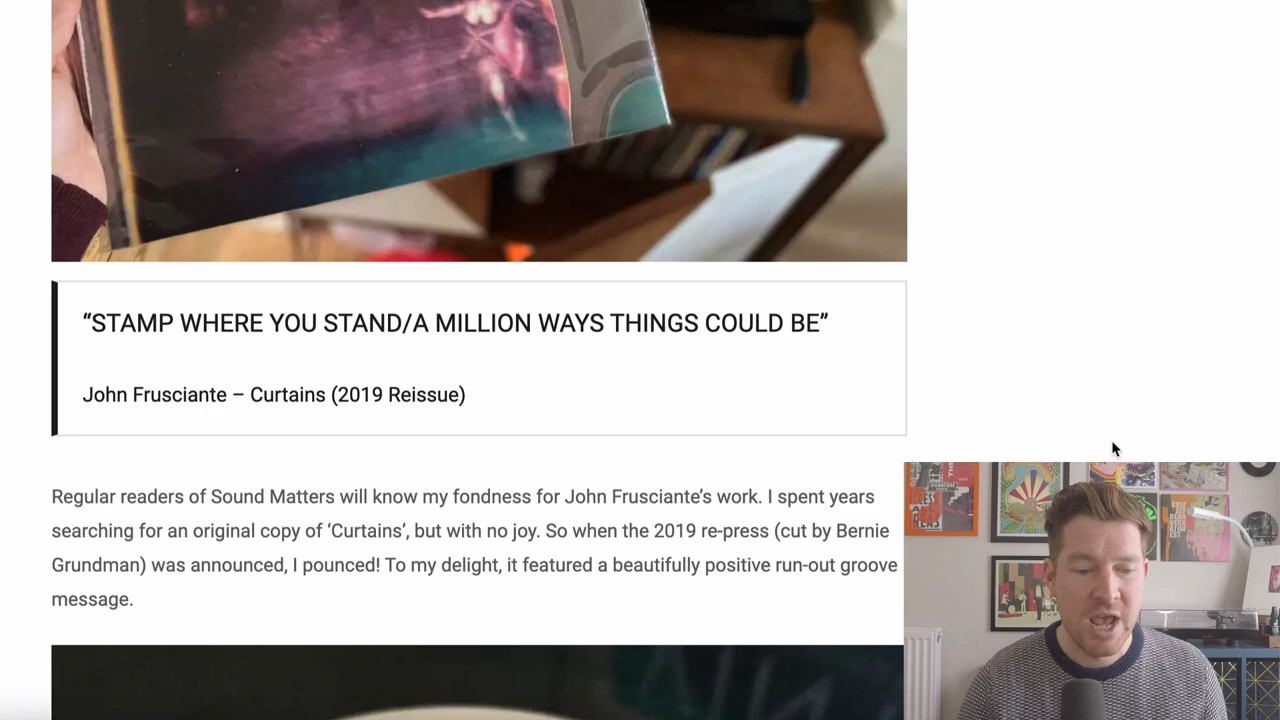 “STAMP WHERE YOU STAND/A MILLION WAYS THINGS COULD BE”
John Frusciante – Curtains (2019 Reissue)
Regular readers of Sound Matters will know my fondness for John Frusciante’s work. I spent years
searching for an original copy of ‘Curtains’, but with no joy. So when the 2019 re-press (cut by Bernie
Grundman) was announced, I pounced! To my delight, it featured a beautifully positive run-out groove
message.